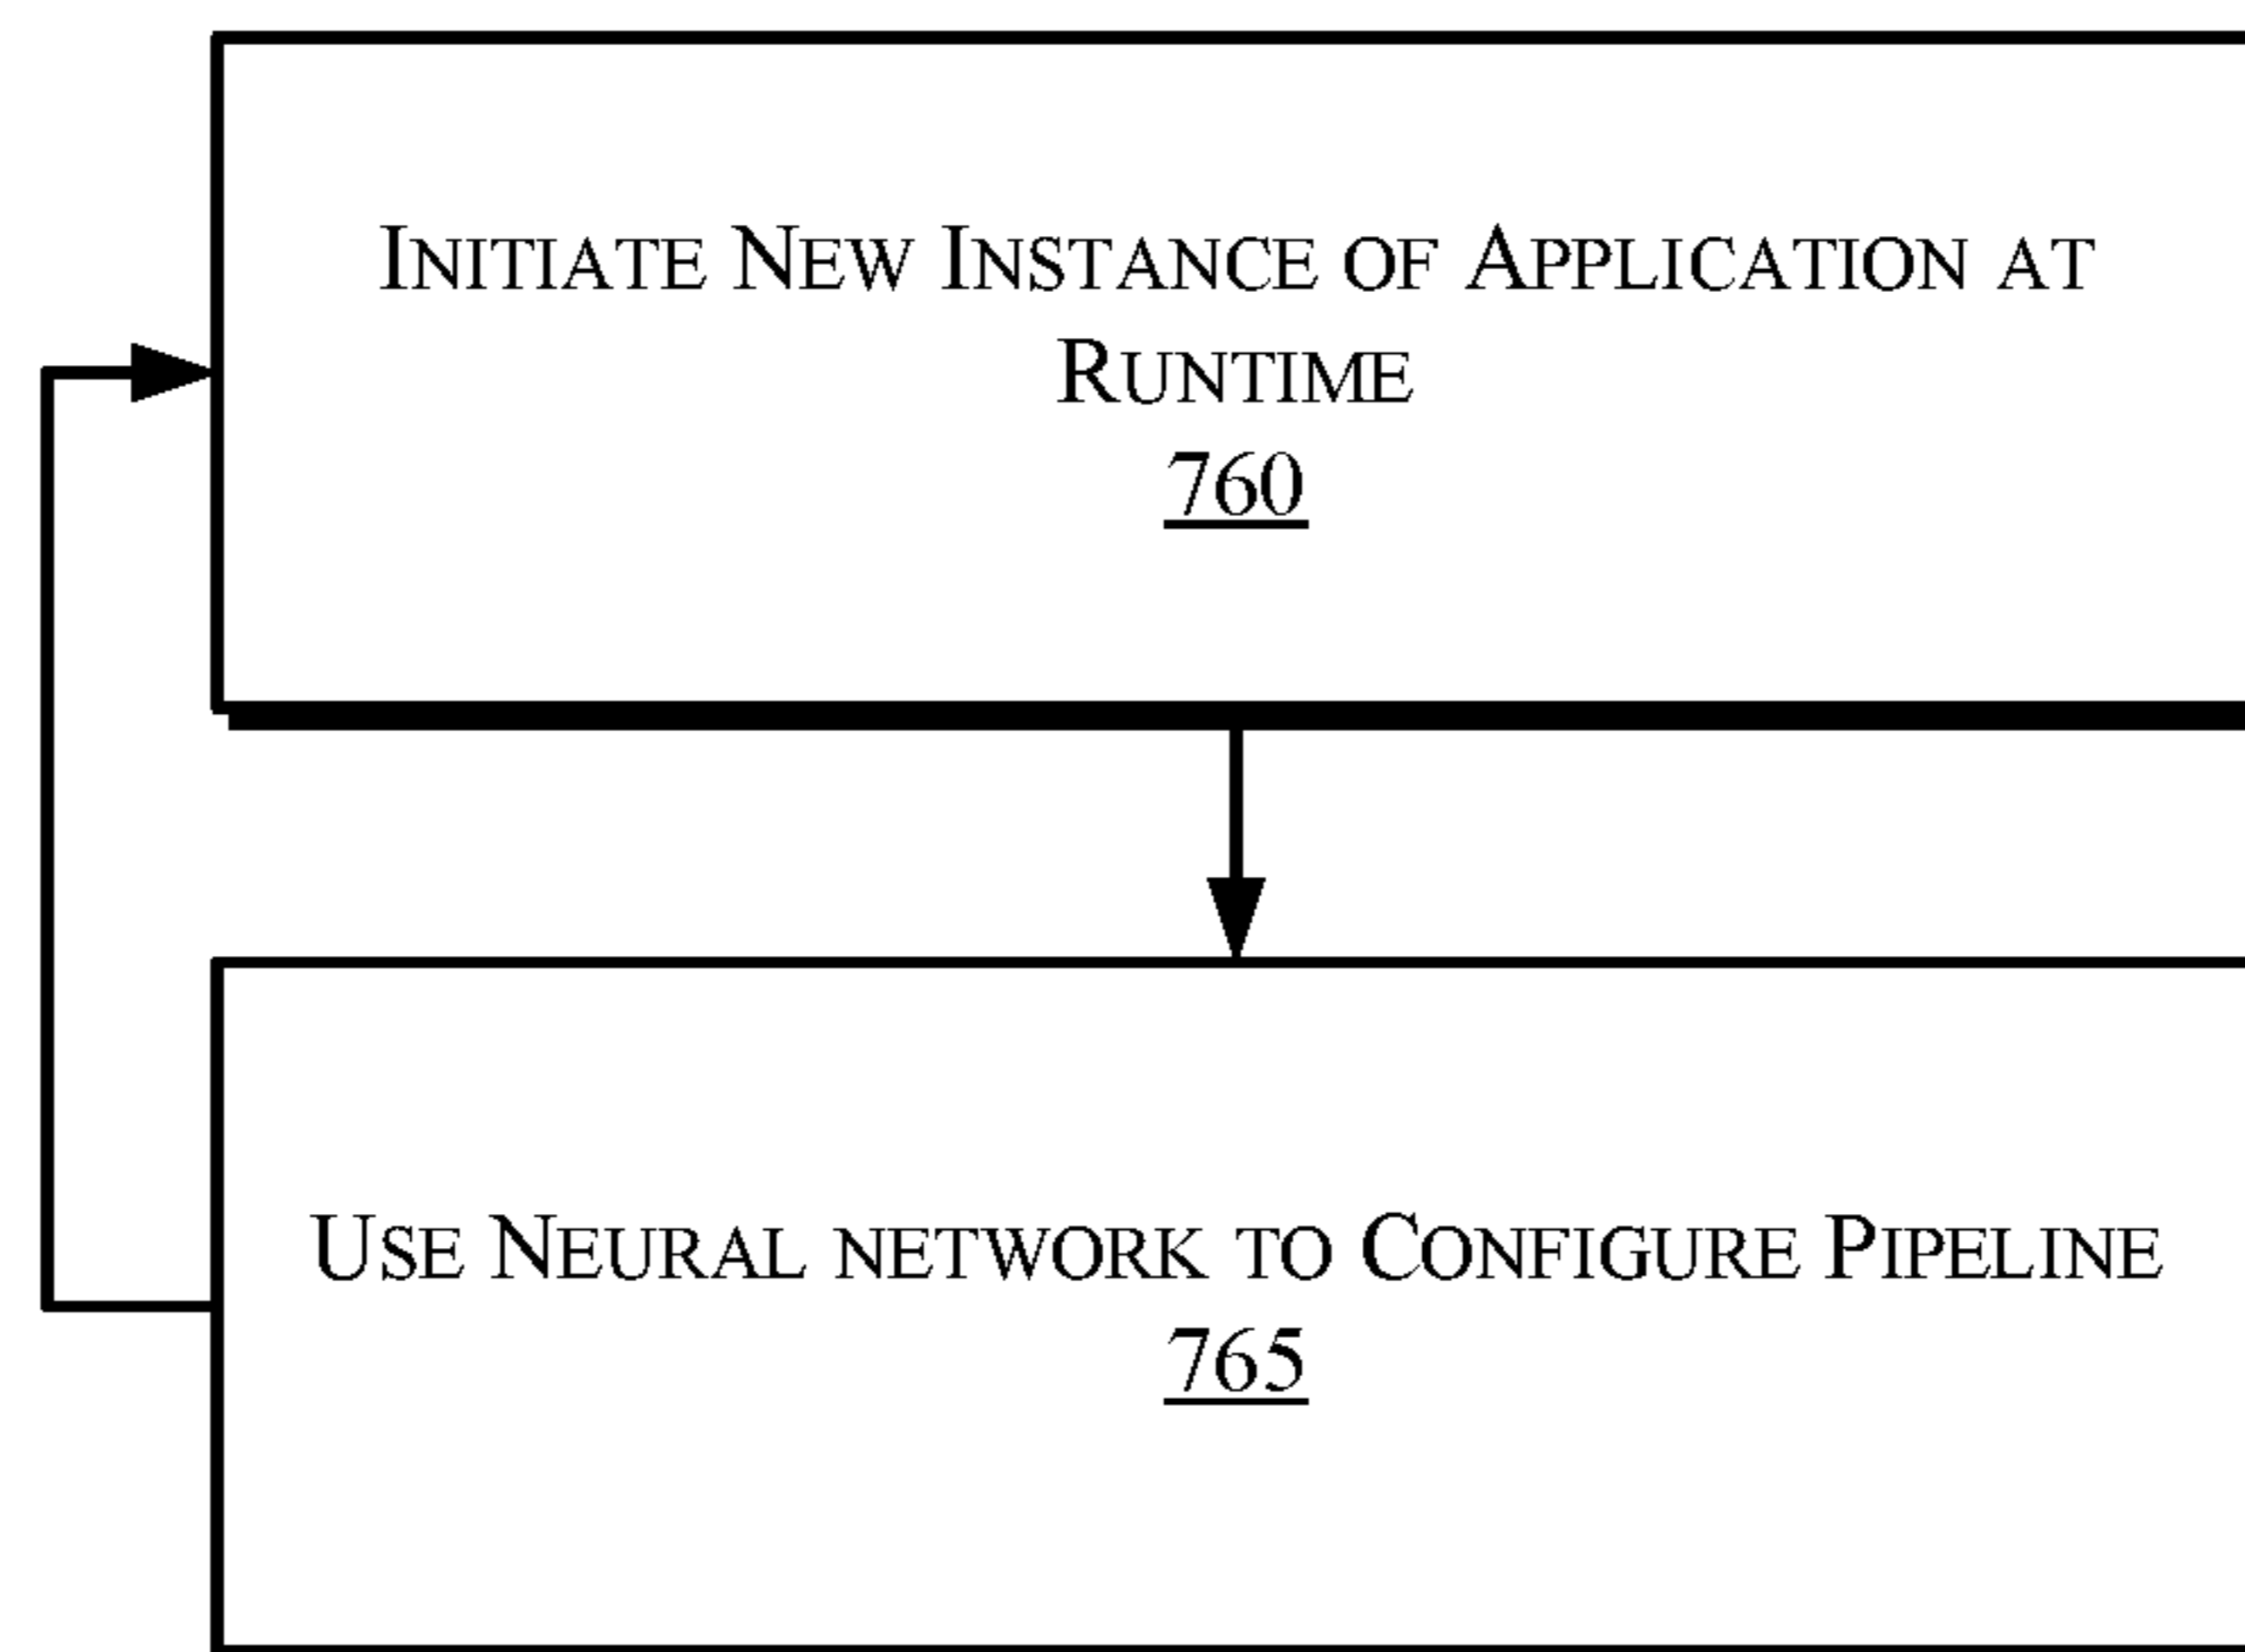 Initiate New Instance of Application at
Runtime
760
Use Neural network to Configure Pipeline
765